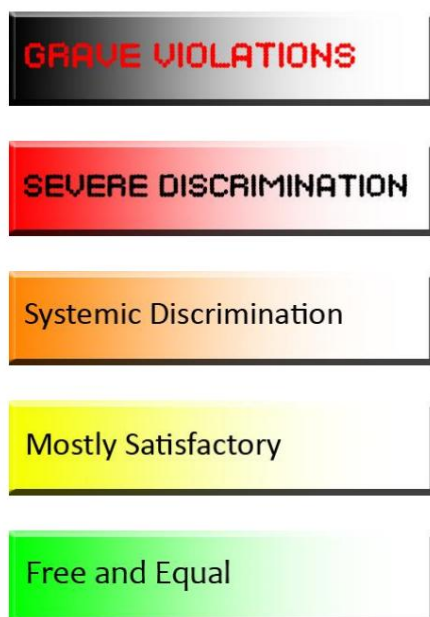 GRAVE VIOLATIONS
SEVERE DISCRIMINATION
Systemic Discrimination
Mostly Satisfactory
Free and Equal